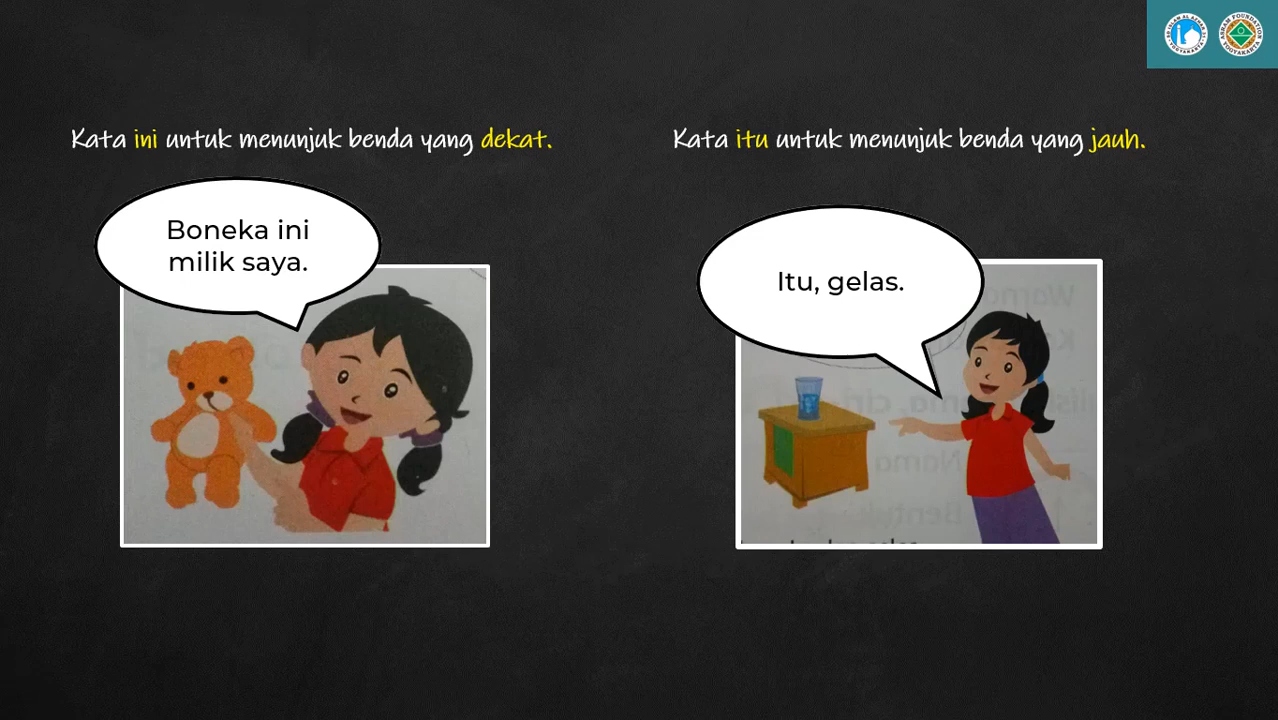 Kata ini untuk menunjuk benda yang dekat.
Boneka ini
milik saya.
Kata itu untuk menunjuk benda yang jauh.
Itu, gelas.